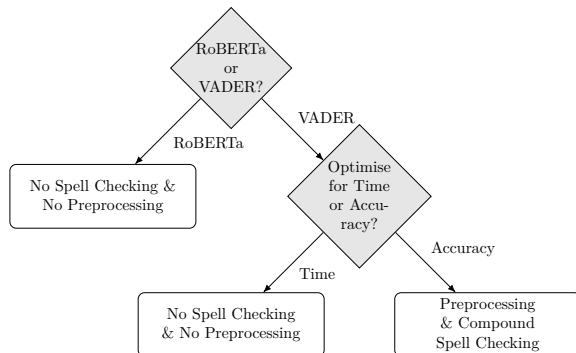 RoBERTa
or
VADER?
RoBERTa
VADER
No Spell Checking &
No Preprocessing
Optimise
for Time
or Accu-
racy?
Time
Accuracy
No Spell Checking
& No Preprocessing
Preprocessing
& Compound
Spell Checking